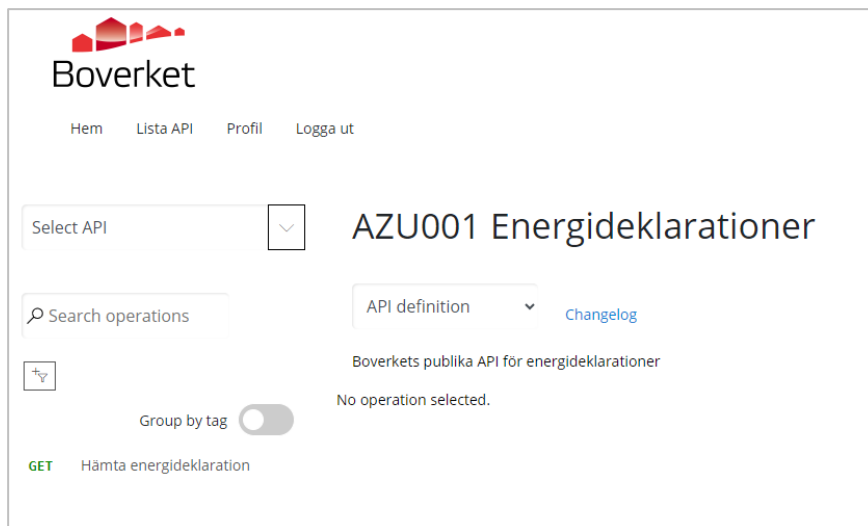 Boverket
Hem Lista API Profil Logga ut
Select API
AZU001 Energideklarationer
Search operations
API definition
Changelog
Boverkets publika API för energideklarationer
No operation selected.
Group by tag
GET Hämta energideklaration